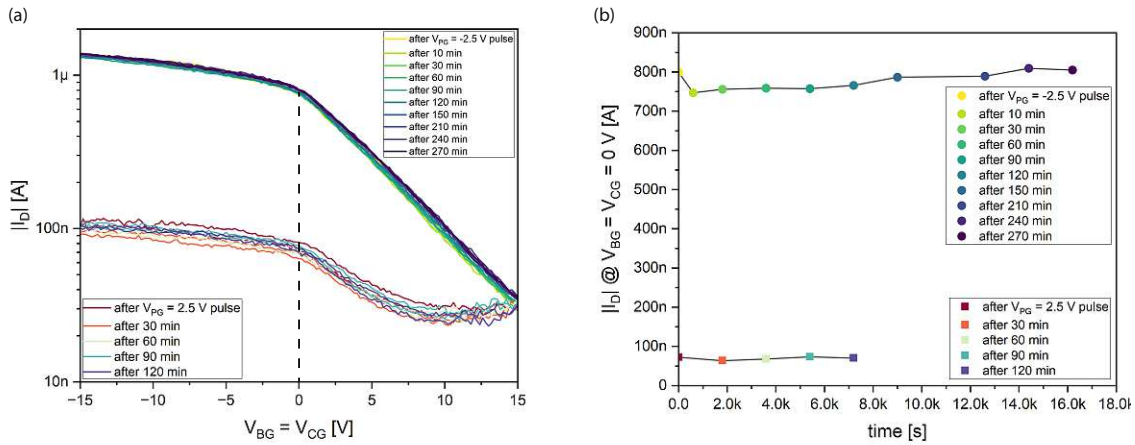 (a)
after V_PG = -2.5 V pulse
after 10 min
after 30 min
after 60 min
after 90 min
after 120 min
after 150 min
after 210 min
after 240 min
after 270 min
1μ
100n
10n
|I_D| [A]
after V_PG = 2.5 V pulse
after 30 min
after 60 min
after 90 min
after 120 min
−15
−10
−5
0
5
10
15
V_BG = V_CG [V]
(b)
900n
800n
700n
600n
500n
400n
300n
200n
100n
0
|I_D| @ V_BG = V_CG = 0 V [A]
after V_PG = -2.5 V pulse
after 10 min
after 30 min
after 60 min
after 90 min
after 120 min
after 150 min
after 210 min
after 240 min
after 270 min
after V_PG = 2.5 V pulse
after 30 min
after 60 min
after 90 min
after 120 min
0.0
2.0k
4.0k
6.0k
8.0k
10.0k
12.0k
14.0k
16.0k
18.0k
time [s]